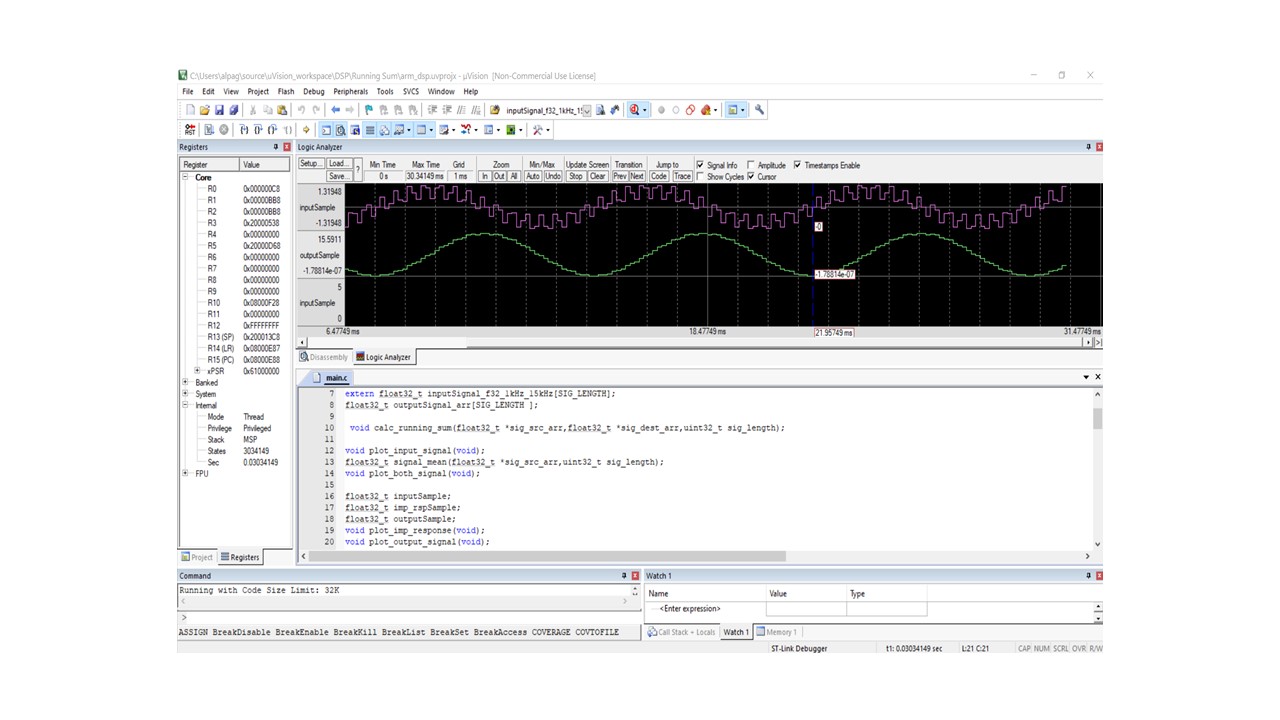 C:\Users\alpag\source\uVision_workspace\DSP\Running Sum\arm_dsp.uvprojx - µVision [Non-Commercial Use License]
File Edit View Project Flash Debug Peripherals Tools SVCS Window Help
inputSignal_f32_1kHz_15
Registers
Register Value
Core
R0 0x000000C8
R1 0x00000BB8
R2 0x00000BB8
R3 0x20000538
R4 0x00000000
R5 0x20000D68
R6 0x00000000
R7 0x00000000
R8 0x00000000
R9 0x00000000
R10 0x08000F28
R11 0x00000000
R12 0xFFFFFFFF
R13 (SP) 0x200013C8
R14 (LR) 0x08000E87
R15 (PC) 0x08000E88
xPSR 0x61000000
Banked
System
Internal
Mode Thread
Privilege Privileged
Stack MSP
States 3034149
Sec 0.03034149
FPU
Project Registers
Logic Analyzer
Setup... Load... Min Time Max Time Grid Zoom Min/Max Update Screen Transition Jump to Signal Info Amplitude Timestamps Enable
Save... ? 0 s 30.34149 ms 1 ms In Out All Auto Undo Stop Clear Prev Next Code Trace Show Cycles Cursor
1.31948
inputSample
-1.31948
-0
15.5911
outputSample
-1.78814e-07
-1.78814e-07
5
inputSample
0
6.47749 ms 18.47749 ms 21.95749 ms 31.47749 ms
Disassembly Logic Analyzer
main.c
7 extern float32_t inputSignal_f32_1kHz_15kHz[SIG_LENGTH];
8 float32_t outputSignal_arr[SIG_LENGTH ];
9
10 void calc_running_sum(float32_t *sig_src_arr,float32_t *sig_dest_arr,uint32_t sig_length);
11
12 void plot_input_signal(void);
13 float32_t signal_mean(float32_t *sig_src_arr,uint32_t sig_length);
14 void plot_both_signal(void);
15
16 float32_t inputSample;
17 float32_t imp_rspSample;
18 float32_t outputSample;
19 void plot_imp_response(void);
20 void plot_output_signal(void);
Command
Running with Code Size Limit: 32K
>
ASSIGN BreakDisable BreakEnable BreakKill BreakList BreakSet BreakAccess COVERAGE COVTOFILE
Watch 1
Name Value Type
<Enter expression>
Call Stack + Locals Watch 1 Memory 1
ST-Link Debugger t1: 0.03034149 sec L:21 C:21 CAP NUM SCRL OVR R/W